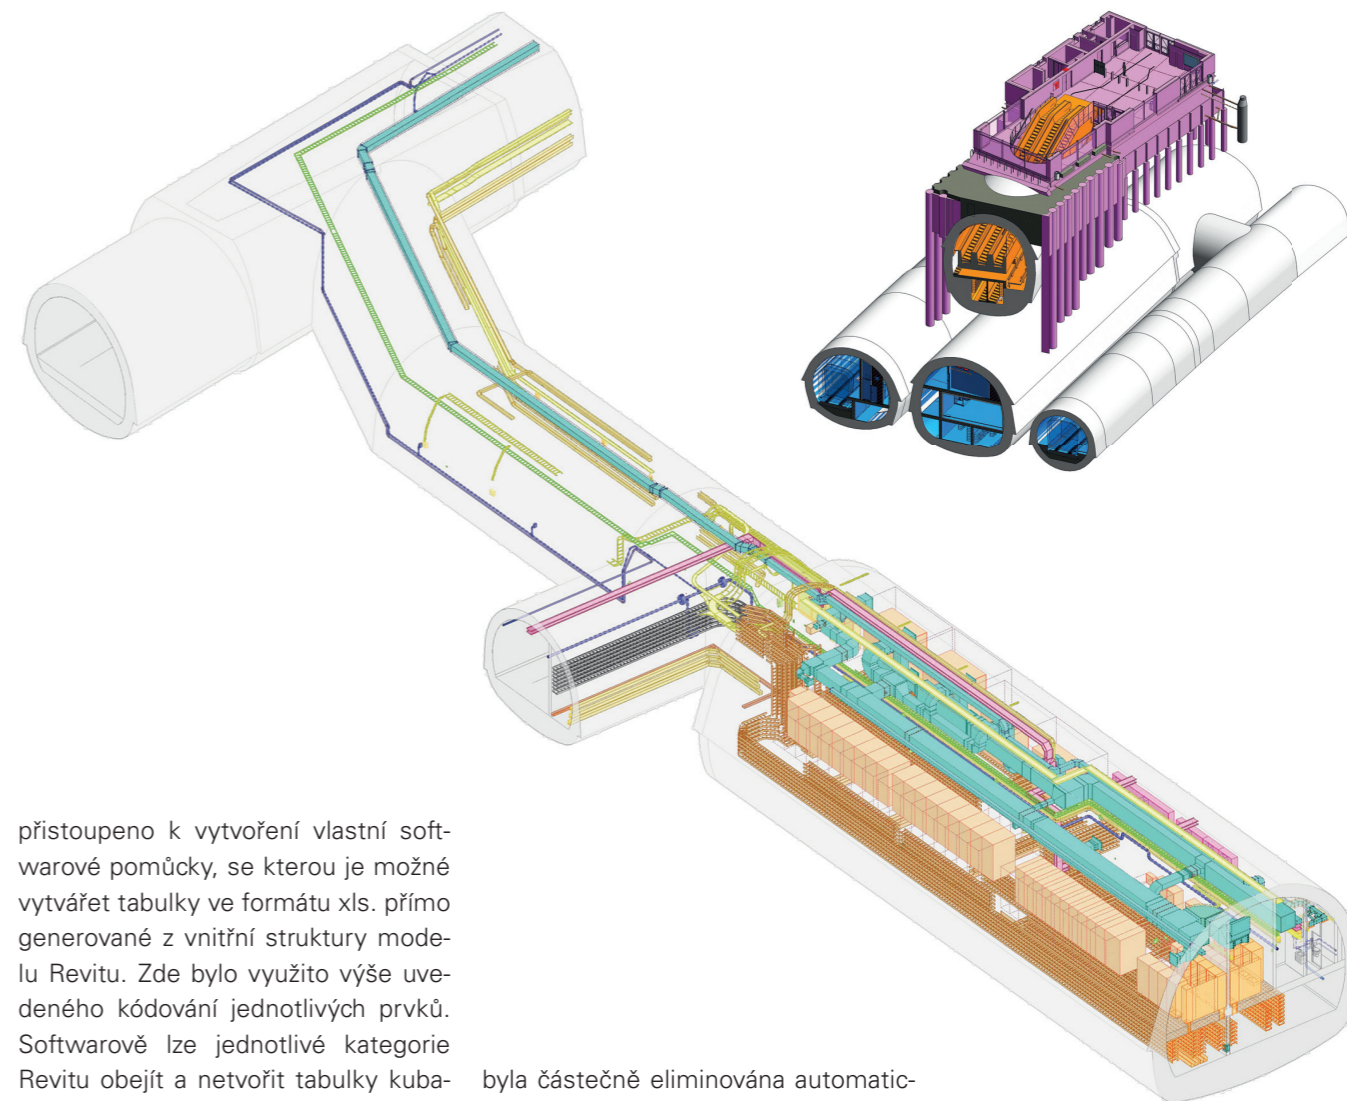 přistoupeno k vytvoření vlastní soft-
warové pomůcky, se kterou je možné
vytvářet tabulky ve formátu xls. přímo
generované z vnitřní struktury mode-
lu Revitu. Zde bylo využito výše uve-
deného kódování jednotlivých prvků.
Softwarově lze jednotlivé kategorie
Revitu obejít a netvořit tabulky kuba-
byla částečně eliminována automatic-